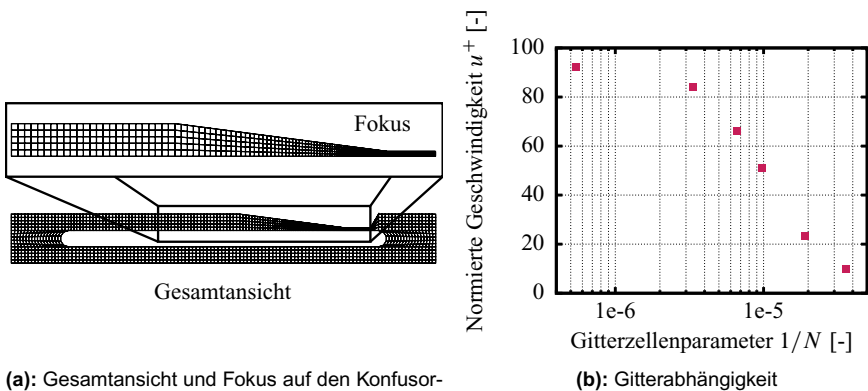 Fokus
Gesamtansicht
(a): Gesamtansicht und Fokus auf den Konfusor-
Normierte Geschwindigkeit u⁺ [-]
100
80
60
40
20
0
1e-6 1e-5
Gitterzellenparameter 1/N [-]
(b): Gitterabhängigkeit